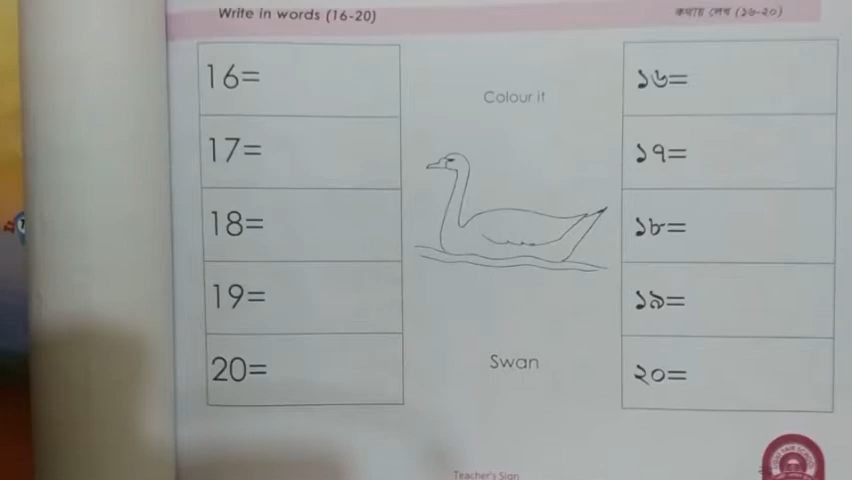 Write in words (16-20)
কথায় লেখ (১৬-২০)
16=
17=
18=
19=
20=
Colour it
Swan
১৬=
১৭=
১৮=
১৯=
২০=
Teacher's Sign